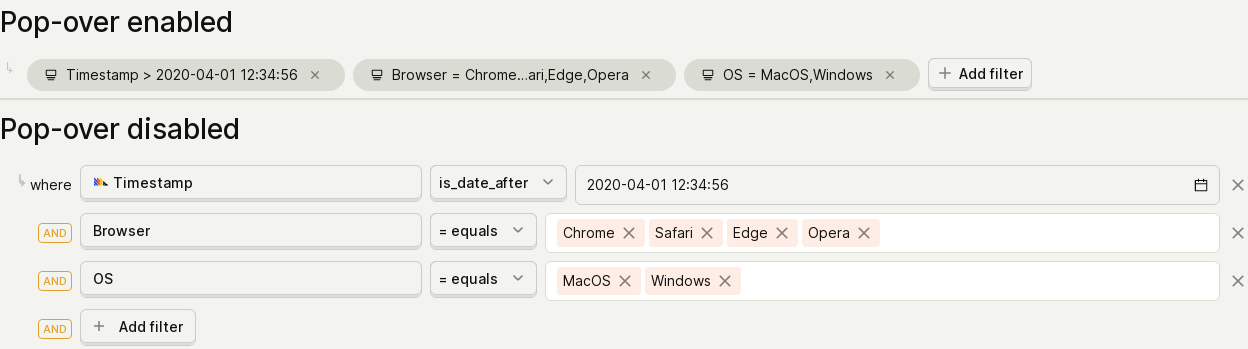 Pop-over enabled
Timestamp > 2020-04-01 12:34:56 Browser = Chrome...ari,Edge,Opera OS = MacOS,Windows Add filter
Pop-over disabled
where Timestamp is_date_after 2020-04-01 12:34:56
AND Browser = equals Chrome Safari Edge Opera
AND OS = equals MacOS Windows
AND Add filter